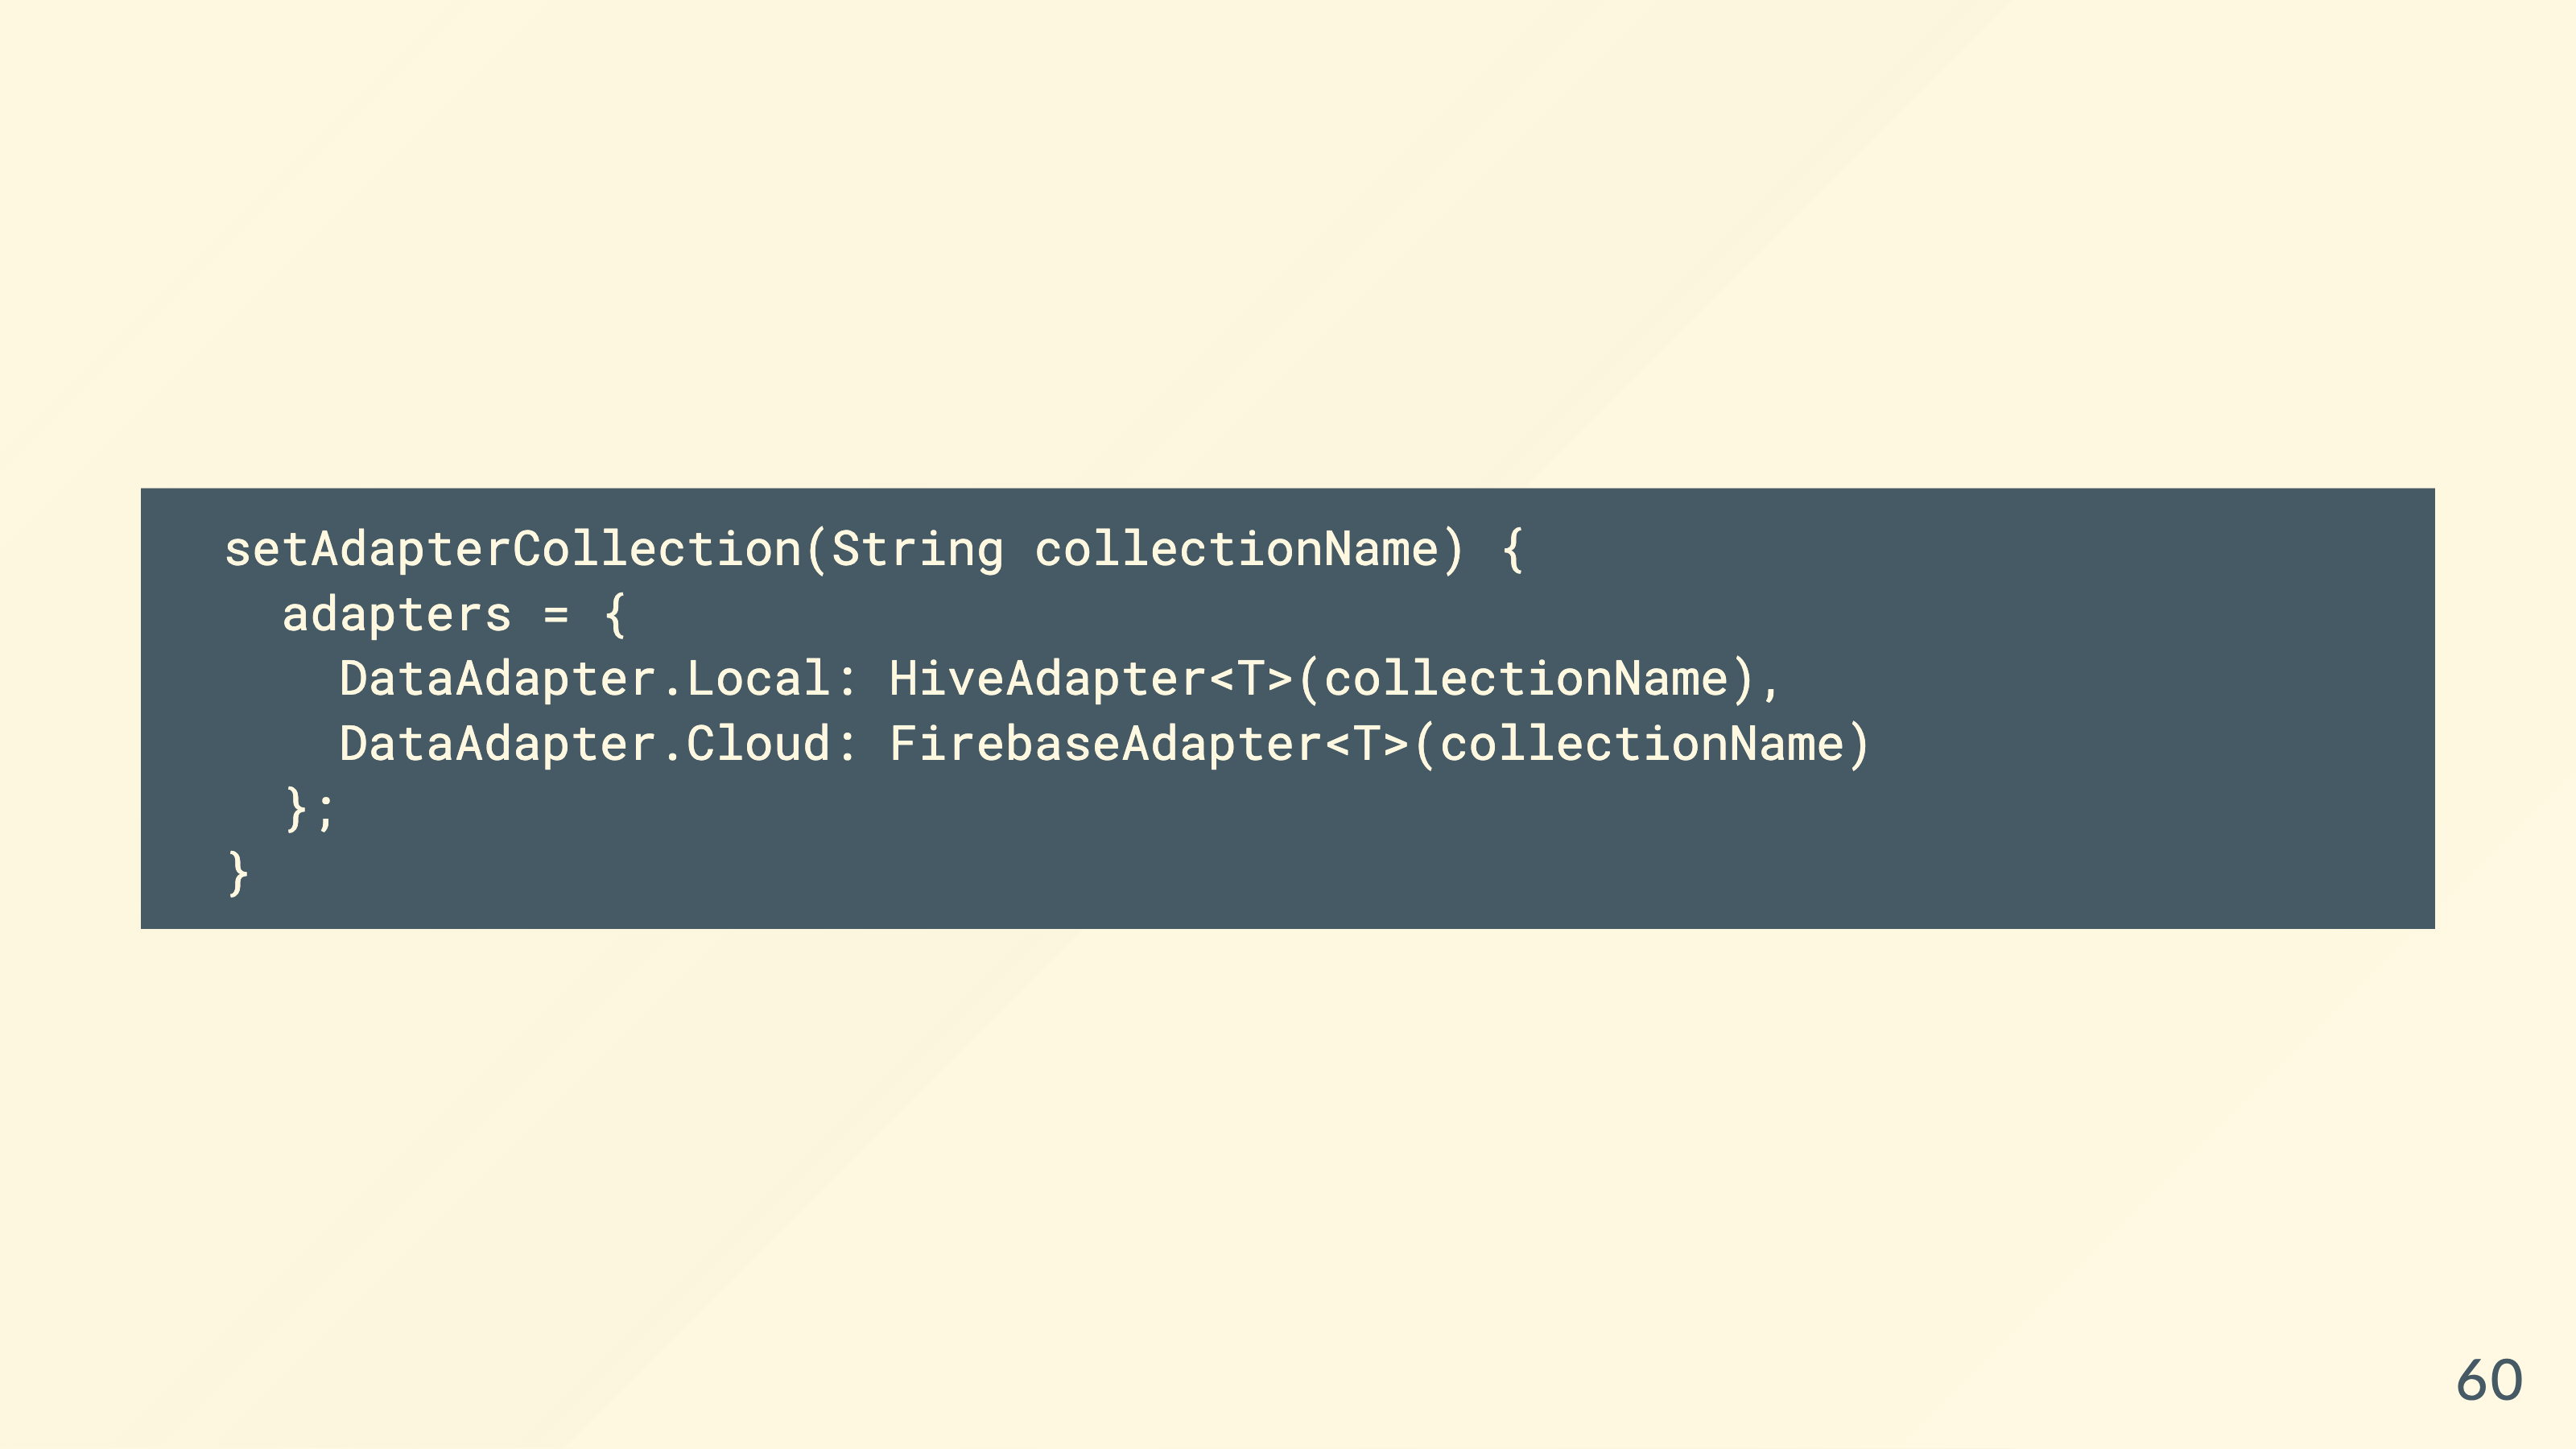 setAdapterCollection(String collectionName) {
  adapters = {
    DataAdapter.Local: HiveAdapter<T>(collectionName),
    DataAdapter.Cloud: FirebaseAdapter<T>(collectionName)
  };
}
60